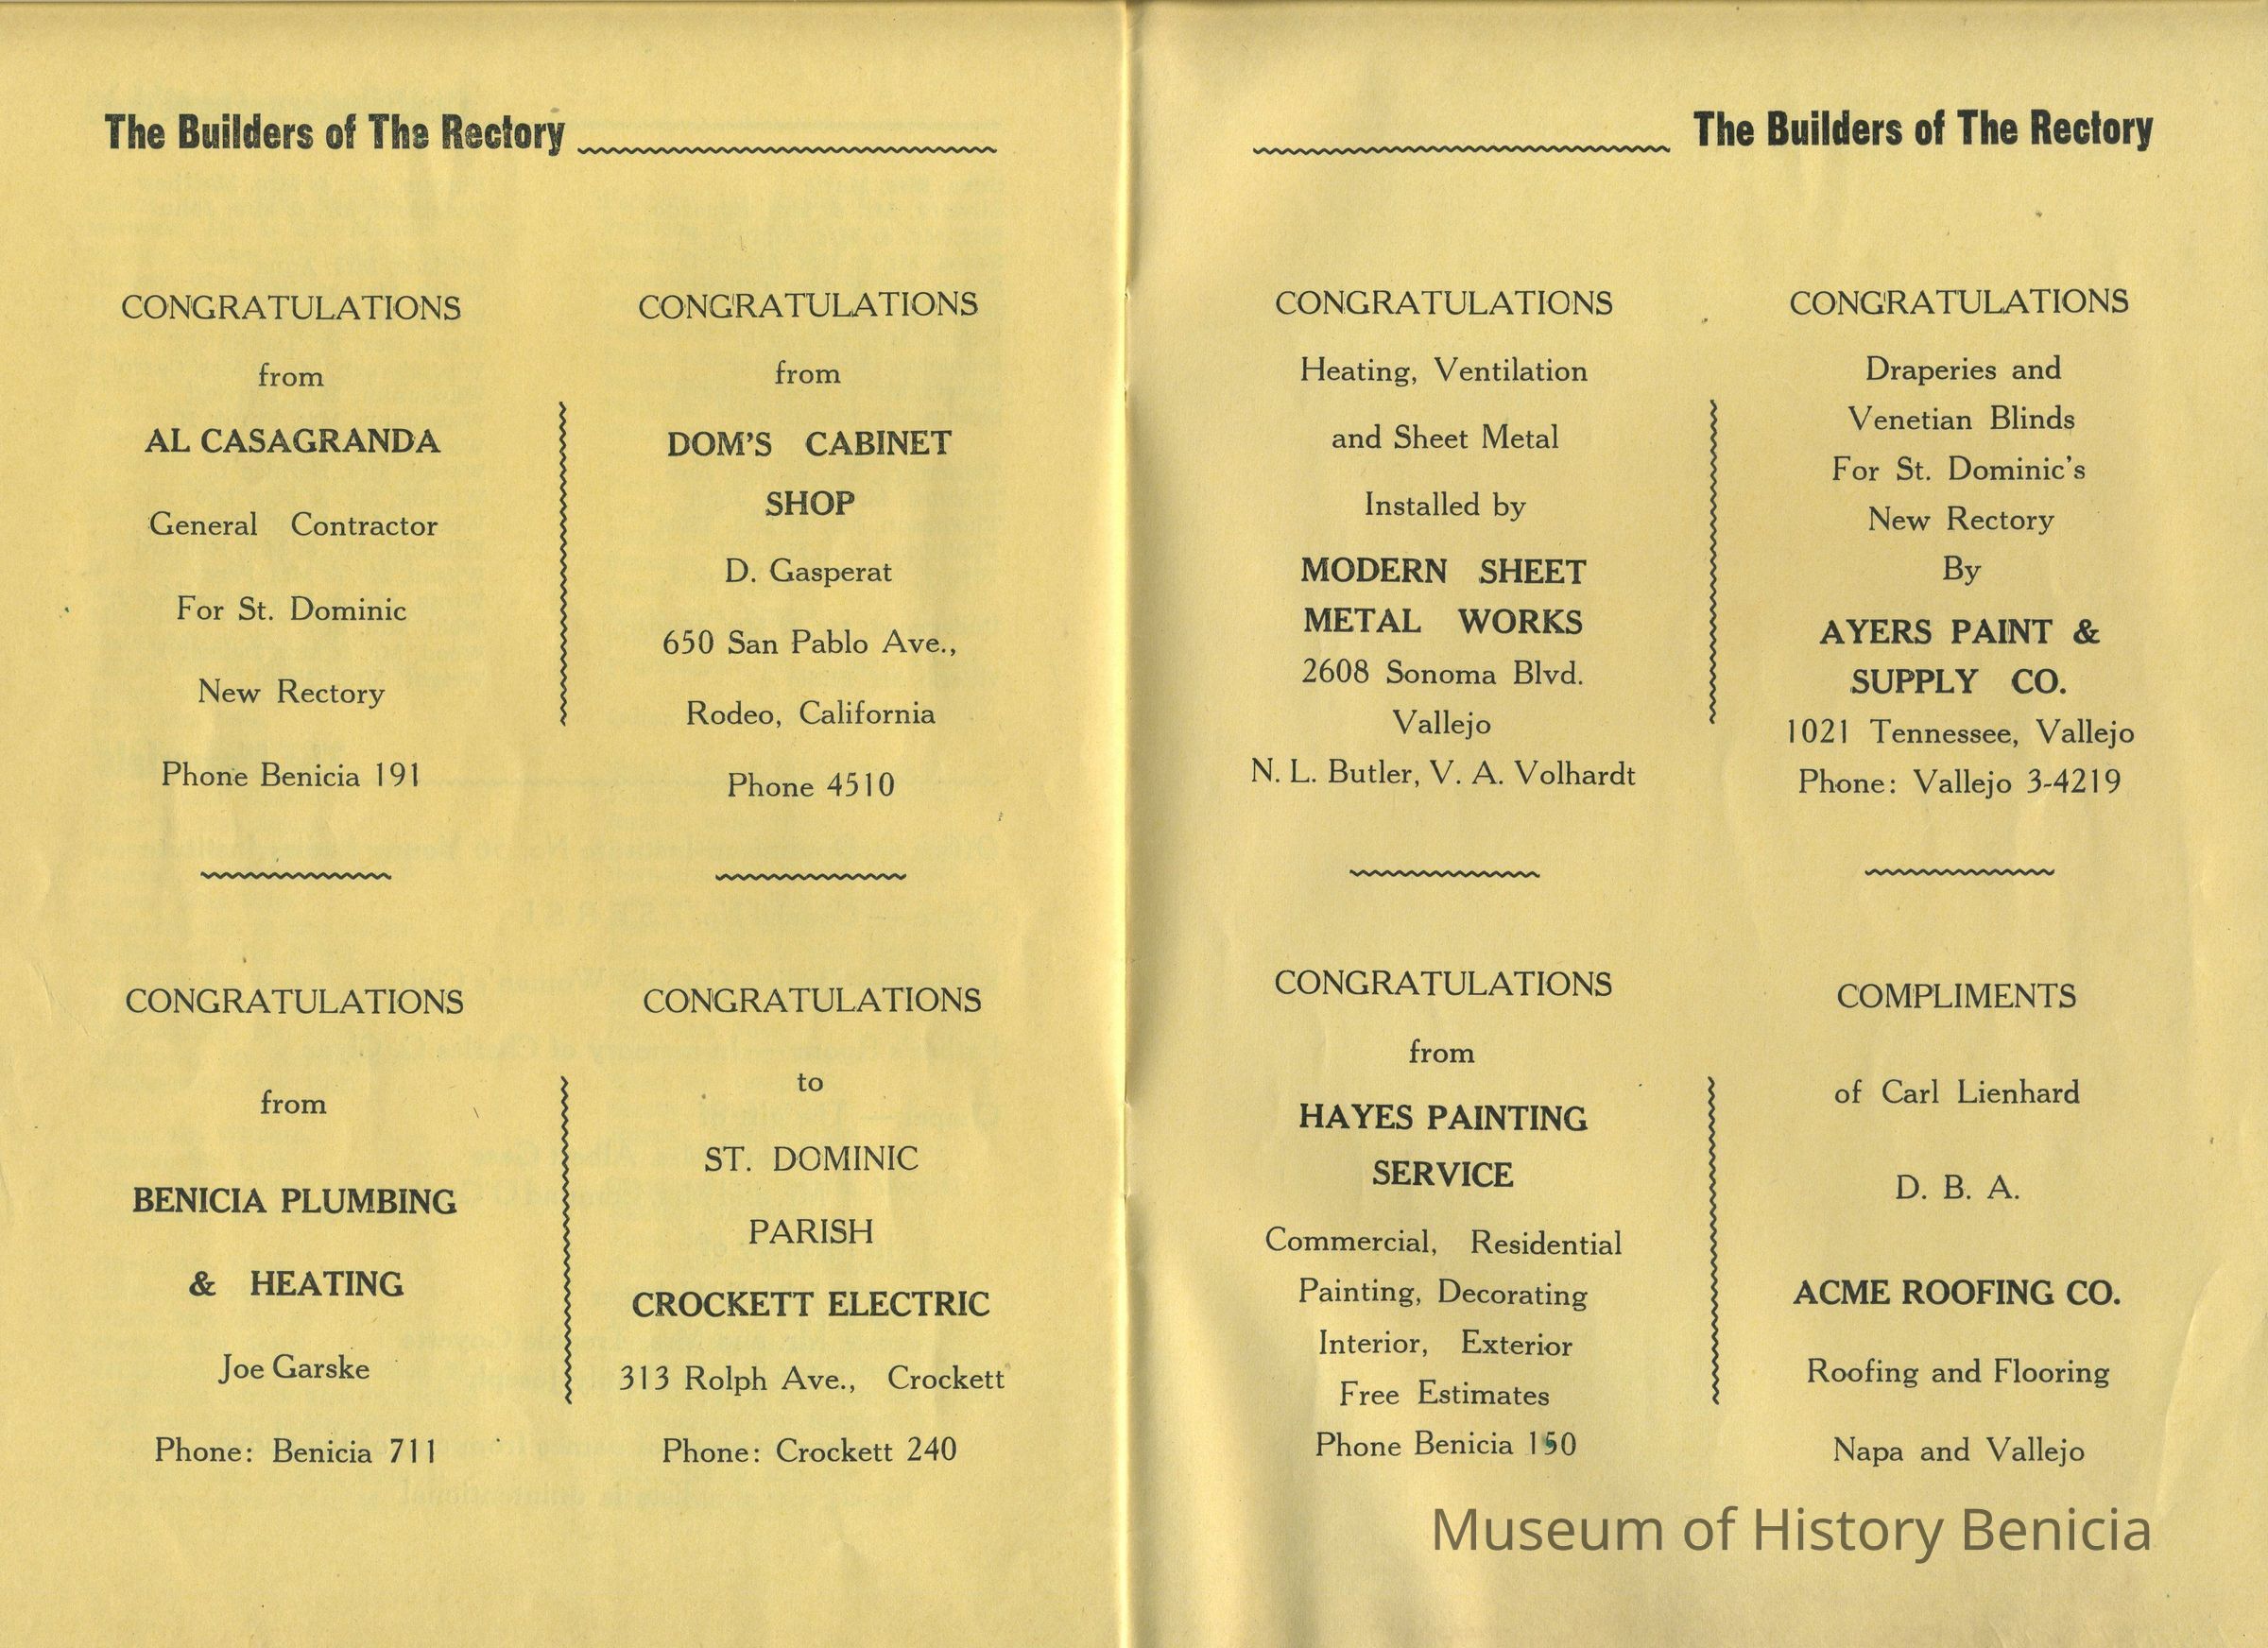 The Builders of The Rectory
CONGRATULATIONS
from
AL CASAGRANDA
General Contractor
For St. Dominic
New Rectory
Phone Benicia 191
CONGRATULATIONS
from
DOM'S CABINET
SHOP
D. Gasperat
650 San Pablo Ave.,
Rodeo, California
Phone 4510
CONGRATULATIONS
from
BENICIA PLUMBING
& HEATING
Joe Garske
Phone: Benicia 711
CONGRATULATIONS
to
ST. DOMINIC
PARISH
CROCKETT ELECTRIC
313 Rolph Ave., Crockett
Phone: Crockett 240
The Builders of The Rectory
CONGRATULATIONS
Heating, Ventilation
and Sheet Metal
Installed by
MODERN SHEET
METAL WORKS
2608 Sonoma Blvd.
Vallejo
N. L. Butler, V. A. Volhardt
CONGRATULATIONS
Draperies and
Venetian Blinds
For St. Dominic's
New Rectory
By
AYERS PAINT &
SUPPLY CO.
1021 Tennessee, Vallejo
Phone: Vallejo 3-4219
CONGRATULATIONS
from
HAYES PAINTING
SERVICE
Commercial, Residential
Painting, Decorating
Interior, Exterior
Free Estimates
Phone Benicia 150
COMPLIMENTS
of Carl Lienhard
D. B. A.
ACME ROOFING CO.
Roofing and Flooring
Napa and Vallejo
Museum of History Benicia